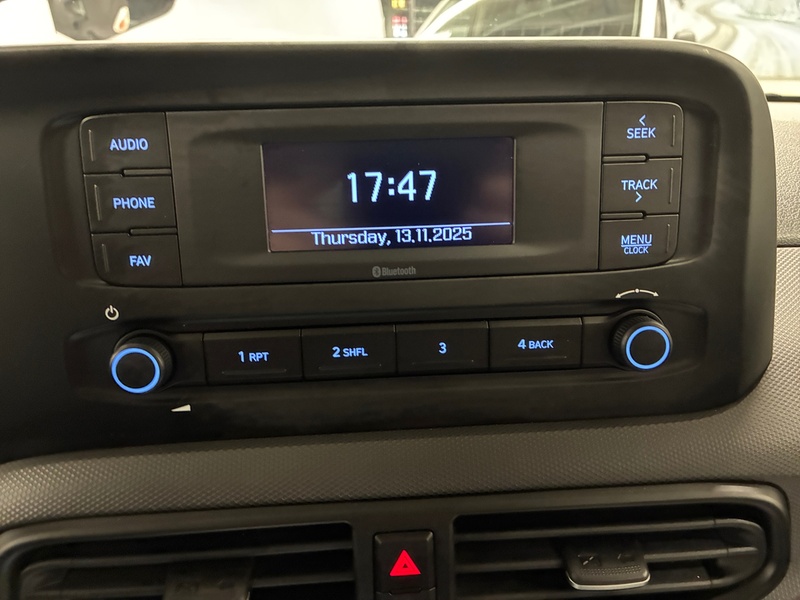 AUDIO
PHONE
FAV
17:47
Thursday, 13.11.2025
Bluetooth
< SEEK
TRACK >
MENU
CLOCK
1 RPT
2 SHFL
3
4 BACK